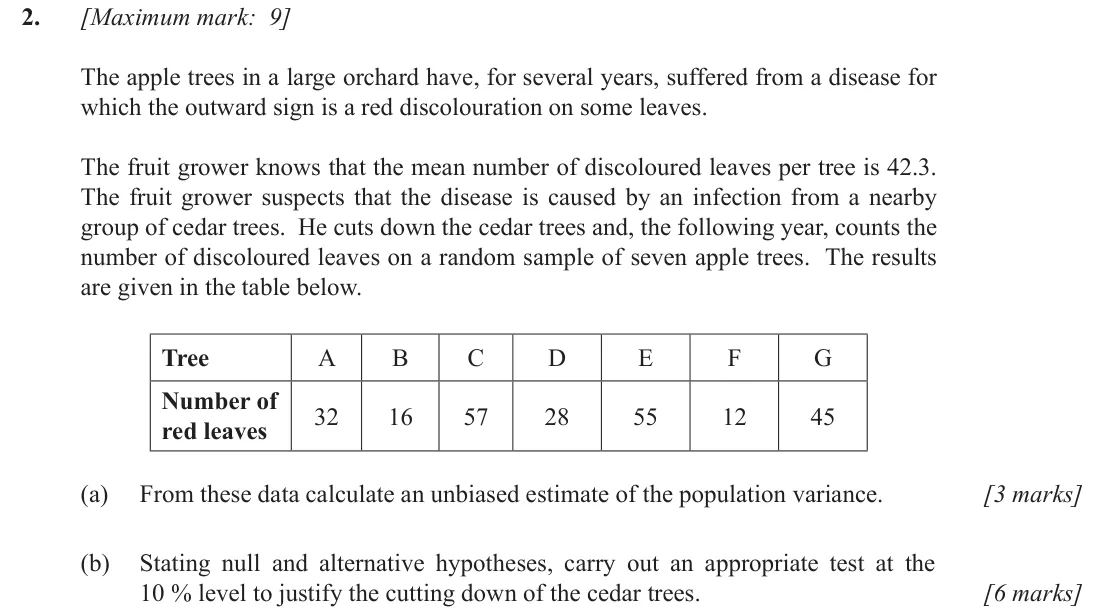 2. [Maximum mark: 9]
The apple trees in a large orchard have, for several years, suffered from a disease for
which the outward sign is a red discolouration on some leaves.
The fruit grower knows that the mean number of discoloured leaves per tree is 42.3.
The fruit grower suspects that the disease is caused by an infection from a nearby
group of cedar trees. He cuts down the cedar trees and, the following year, counts the
number of discoloured leaves on a random sample of seven apple trees. The results
are given in the table below.
Tree A B C D E F G
Number of
red leaves 32 16 57 28 55 12 45
(a) From these data calculate an unbiased estimate of the population variance. [3 marks]
(b) Stating null and alternative hypotheses, carry out an appropriate test at the
10 % level to justify the cutting down of the cedar trees. [6 marks]